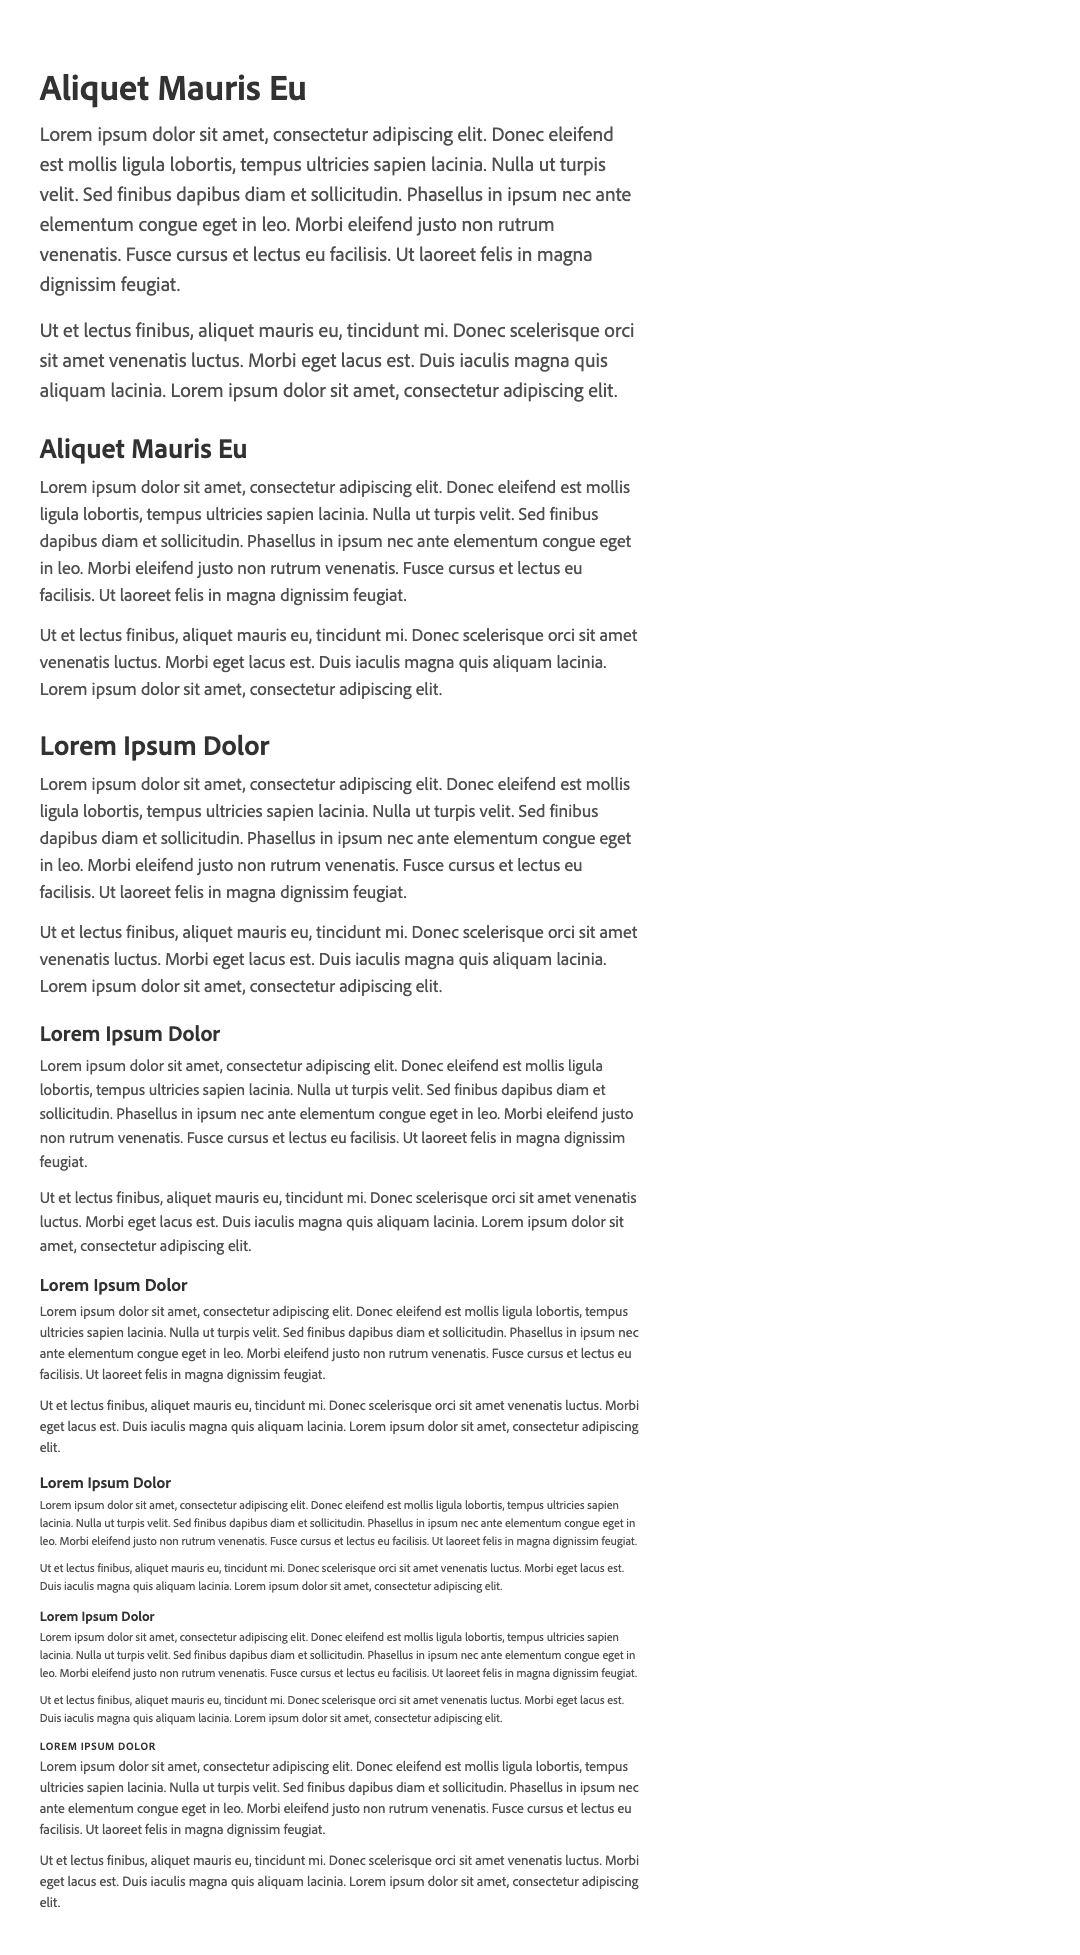 Aliquet Mauris Eu
Lorem ipsum dolor sit amet, consectetur adipiscing elit. Donec eleifend
est mollis ligula lobortis, tempus ultricies sapien lacinia. Nulla ut turpis
velit. Sed finibus dapibus diam et sollicitudin. Phasellus in ipsum nec ante
elementum congue eget in leo. Morbi eleifend justo non rutrum
venenatis. Fusce cursus et lectus eu facilisis. Ut laoreet felis in magna
dignissim feugiat.
Ut et lectus finibus, aliquet mauris eu, tincidunt mi. Donec scelerisque orci
sit amet venenatis luctus. Morbi eget lacus est. Duis iaculis magna quis
aliquam lacinia. Lorem ipsum dolor sit amet, consectetur adipiscing elit.
Aliquet Mauris Eu
Lorem ipsum dolor sit amet, consectetur adipiscing elit. Donec eleifend est mollis
ligula lobortis, tempus ultricies sapien lacinia. Nulla ut turpis velit. Sed finibus
dapibus diam et sollicitudin. Phasellus in ipsum nec ante elementum congue eget
in leo. Morbi eleifend justo non rutrum venenatis. Fusce cursus et lectus eu
facilisis. Ut laoreet felis in magna dignissim feugiat.
Ut et lectus finibus, aliquet mauris eu, tincidunt mi. Donec scelerisque orci sit amet
venenatis luctus. Morbi eget lacus est. Duis iaculis magna quis aliquam lacinia.
Lorem ipsum dolor sit amet, consectetur adipiscing elit.
Lorem Ipsum Dolor
Lorem ipsum dolor sit amet, consectetur adipiscing elit. Donec eleifend est mollis
ligula lobortis, tempus ultricies sapien lacinia. Nulla ut turpis velit. Sed finibus
dapibus diam et sollicitudin. Phasellus in ipsum nec ante elementum congue eget
in leo. Morbi eleifend justo non rutrum venenatis. Fusce cursus et lectus eu
facilisis. Ut laoreet felis in magna dignissim feugiat.
Ut et lectus finibus, aliquet mauris eu, tincidunt mi. Donec scelerisque orci sit amet
venenatis luctus. Morbi eget lacus est. Duis iaculis magna quis aliquam lacinia.
Lorem ipsum dolor sit amet, consectetur adipiscing elit.
Lorem Ipsum Dolor
Lorem ipsum dolor sit amet, consectetur adipiscing elit. Donec eleifend est mollis ligula
lobortis, tempus ultricies sapien lacinia. Nulla ut turpis velit. Sed finibus dapibus diam et
sollicitudin. Phasellus in ipsum nec ante elementum congue eget in leo. Morbi eleifend justo
non rutrum venenatis. Fusce cursus et lectus eu facilisis. Ut laoreet felis in magna dignissim
feugiat.
Ut et lectus finibus, aliquet mauris eu, tincidunt mi. Donec scelerisque orci sit amet venenatis
luctus. Morbi eget lacus est. Duis iaculis magna quis aliquam lacinia. Lorem ipsum dolor sit
amet, consectetur adipiscing elit.
Lorem Ipsum Dolor
Lorem ipsum dolor sit amet, consectetur adipiscing elit. Donec eleifend est mollis ligula lobortis, tempus
ultricies sapien lacinia. Nulla ut turpis velit. Sed finibus dapibus diam et sollicitudin. Phasellus in ipsum nec
ante elementum congue eget in leo. Morbi eleifend justo non rutrum venenatis. Fusce cursus et lectus eu
facilisis. Ut laoreet felis in magna dignissim feugiat.
Ut et lectus finibus, aliquet mauris eu, tincidunt mi. Donec scelerisque orci sit amet venenatis luctus. Morbi
eget lacus est. Duis iaculis magna quis aliquam lacinia. Lorem ipsum dolor sit amet, consectetur adipiscing
elit.
Lorem Ipsum Dolor
Lorem ipsum dolor sit amet, consectetur adipiscing elit. Donec eleifend est mollis ligula lobortis, tempus ultricies sapien
lacinia. Nulla ut turpis velit. Sed finibus dapibus diam et sollicitudin. Phasellus in ipsum nec ante elementum congue eget in
leo. Morbi eleifend justo non rutrum venenatis. Fusce cursus et lectus eu facilisis. Ut laoreet felis in magna dignissim feugiat.
Ut et lectus finibus, aliquet mauris eu, tincidunt mi. Donec scelerisque orci sit amet venenatis luctus. Morbi eget lacus est.
Duis iaculis magna quis aliquam lacinia. Lorem ipsum dolor sit amet, consectetur adipiscing elit.
Lorem Ipsum Dolor
Lorem ipsum dolor sit amet, consectetur adipiscing elit. Donec eleifend est mollis ligula lobortis, tempus ultricies sapien
lacinia. Nulla ut turpis velit. Sed finibus dapibus diam et sollicitudin. Phasellus in ipsum nec ante elementum congue eget in
leo. Morbi eleifend justo non rutrum venenatis. Fusce cursus et lectus eu facilisis. Ut laoreet felis in magna dignissim feugiat.
Ut et lectus finibus, aliquet mauris eu, tincidunt mi. Donec scelerisque orci sit amet venenatis luctus. Morbi eget lacus est.
Duis iaculis magna quis aliquam lacinia. Lorem ipsum dolor sit amet, consectetur adipiscing elit.
LOREM IPSUM DOLOR
Lorem ipsum dolor sit amet, consectetur adipiscing elit. Donec eleifend est mollis ligula lobortis, tempus
ultricies sapien lacinia. Nulla ut turpis velit. Sed finibus dapibus diam et sollicitudin. Phasellus in ipsum nec
ante elementum congue eget in leo. Morbi eleifend justo non rutrum venenatis. Fusce cursus et lectus eu
facilisis. Ut laoreet felis in magna dignissim feugiat.
Ut et lectus finibus, aliquet mauris eu, tincidunt mi. Donec scelerisque orci sit amet venenatis luctus. Morbi
eget lacus est. Duis iaculis magna quis aliquam lacinia. Lorem ipsum dolor sit amet, consectetur adipiscing
elit.